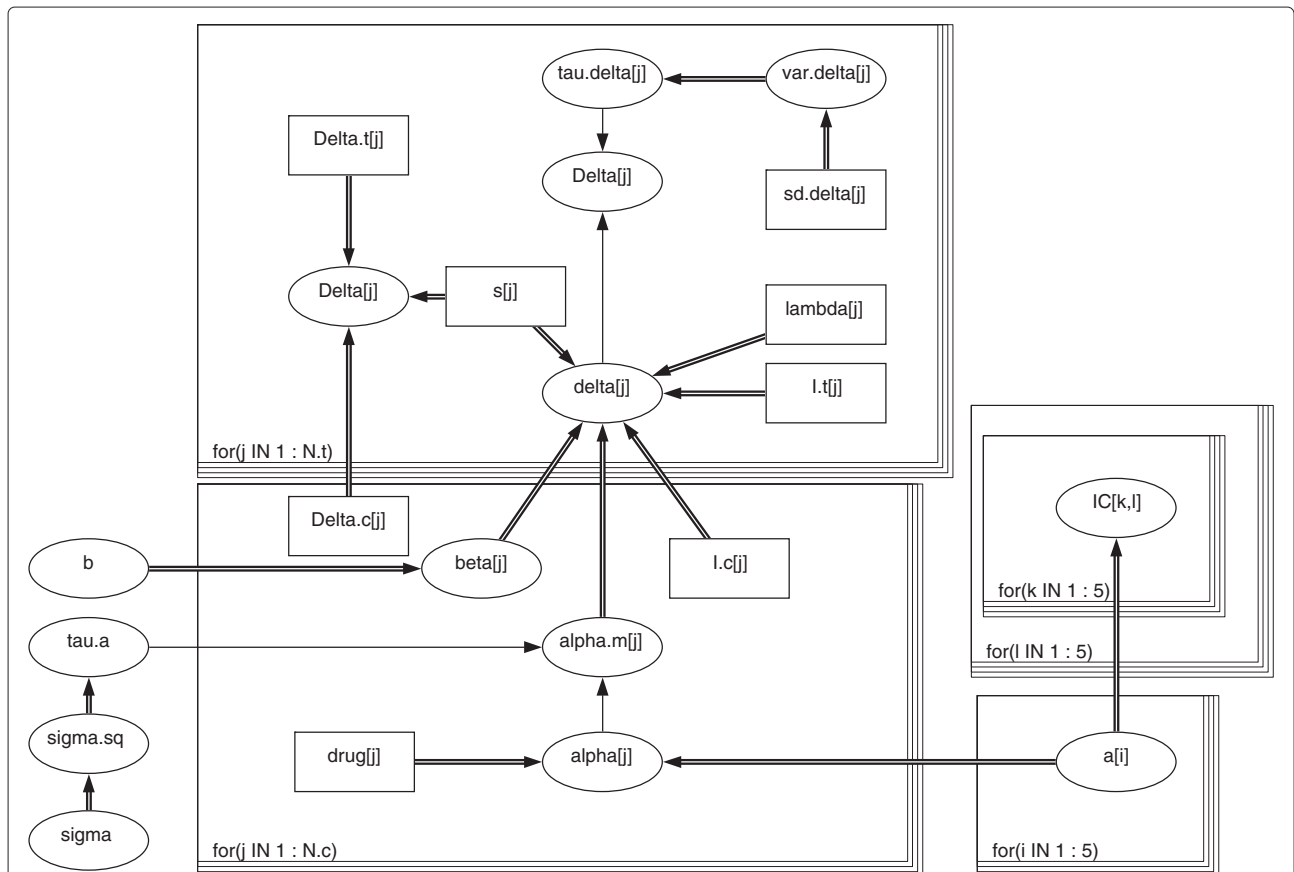 tau.delta[j]
var.delta[j]
Delta.t[j]
Delta[j]
sd.delta[j]
Delta[j]
s[j]
lambda[j]
delta[j]
I.t[j]
for(j IN 1 : N.t)
Delta.c[j]
IC[k,l]
b
beta[j]
I.c[j]
for(k IN 1 : 5)
tau.a
alpha.m[j]
for(l IN 1 : 5)
sigma.sq
drug[j]
alpha[j]
a[i]
sigma
for(j IN 1 : N.c)
for(i IN 1 : 5)